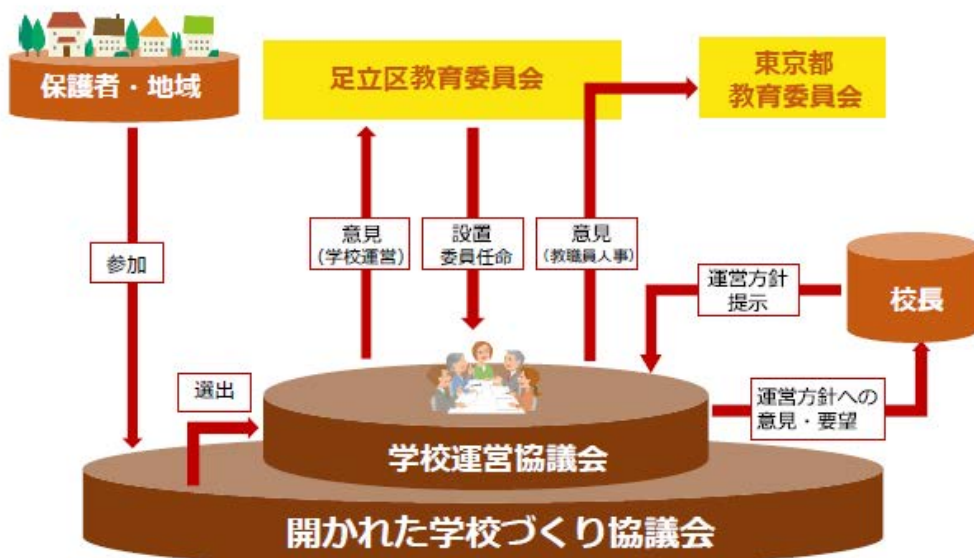 保護者・地域
足立区教育委員会
東京都
教育委員会
参加
意見
(学校運営)
設置
委員任命
意見
(教職員人事)
運営方針
提示
校長
選出
運営方針への
意見・要望
学校運営協議会
開かれた学校づくり協議会